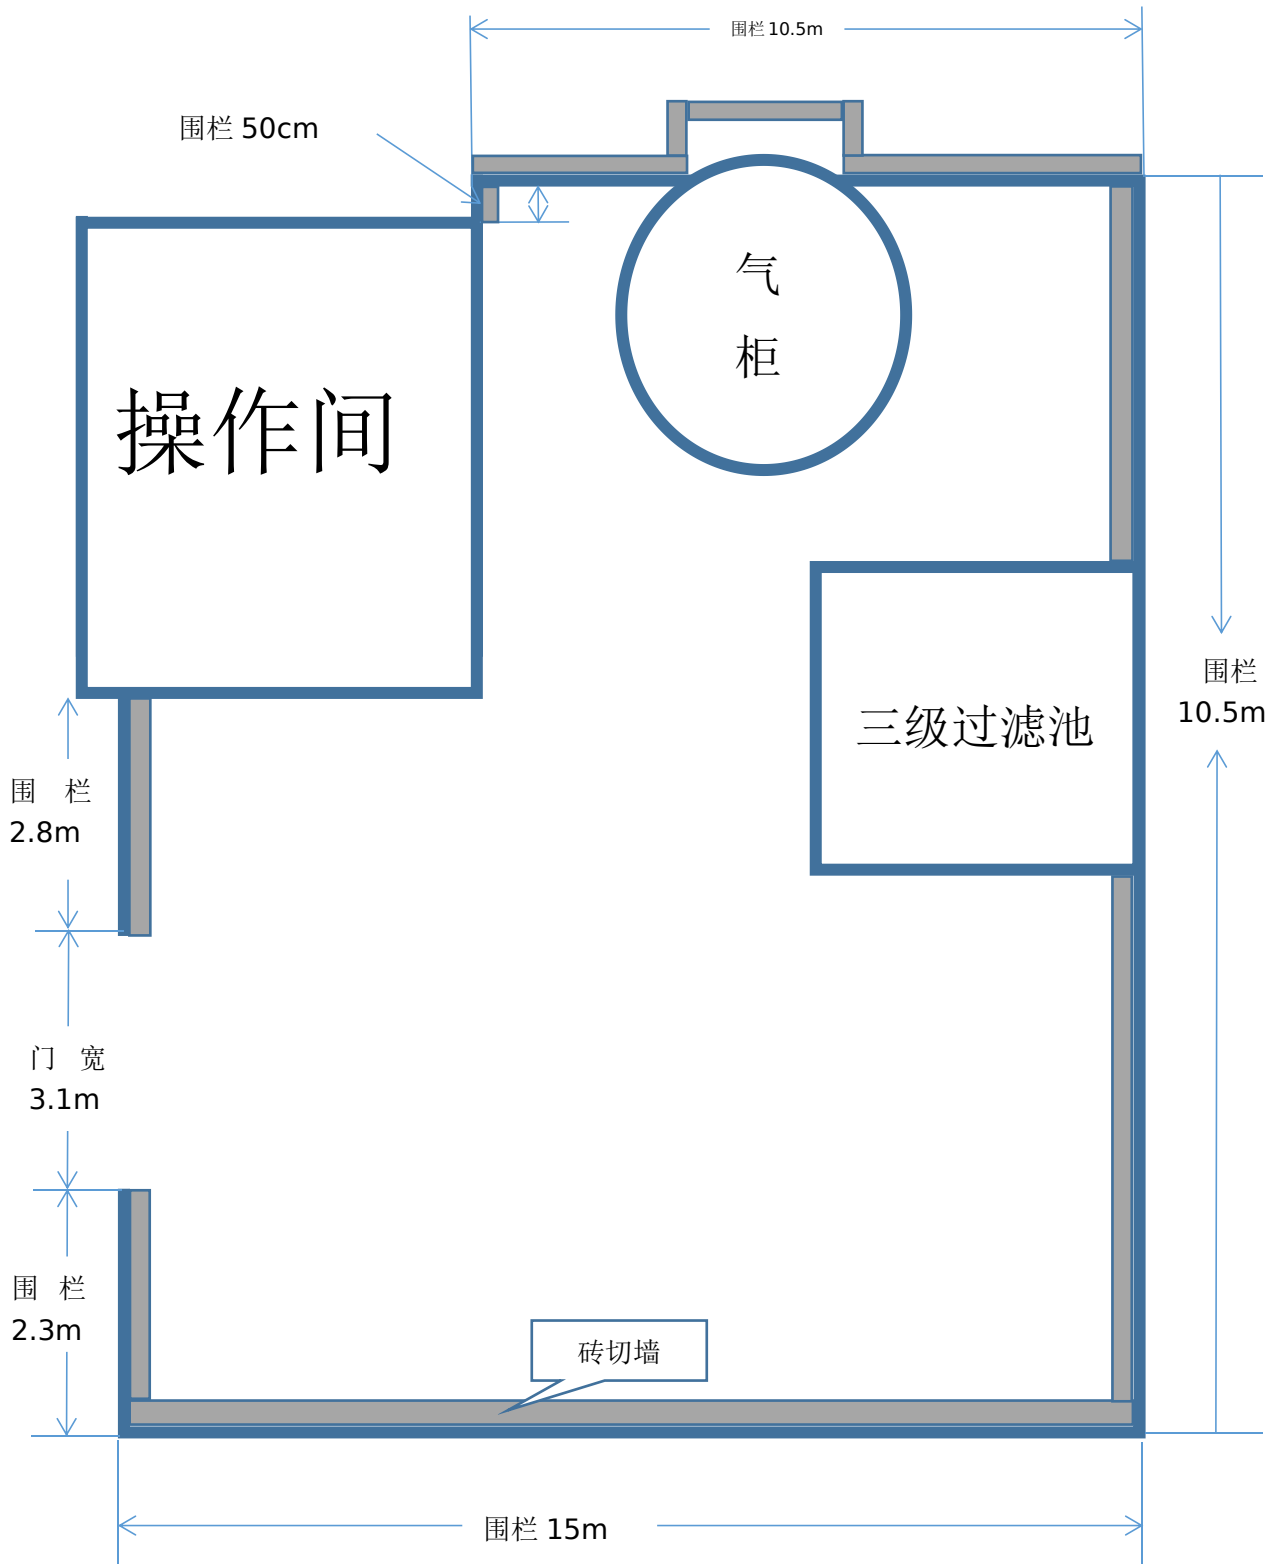 围栏 10.5m
围栏 50cm
气
柜
操作间
围栏
10.5m
三级过滤池
围 栏
2.8m
门 宽
3.1m
围 栏
2.3m
砖切墙
围栏 15m